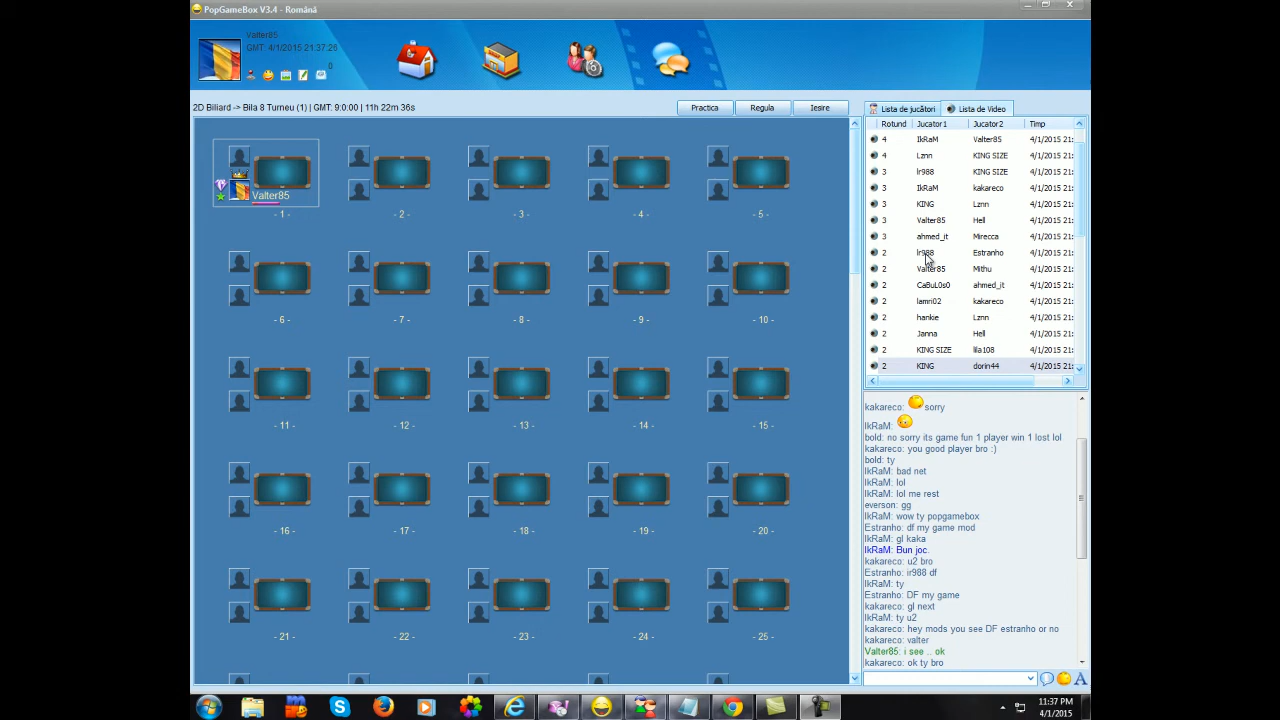 PopGameBox V3.4 - Română
Valter85
GMT: 4/1/2015 21:37:26
0
2D Biliard -> Bila 8 Turneu (1) | GMT: 9:0:00 | 11h 22m 36s
Practica
Regula
Iesire
Valter85
- 1 -
- 2 -
- 3 -
- 4 -
- 5 -
- 6 -
- 7 -
- 8 -
- 9 -
- 10 -
- 11 -
- 12 -
- 13 -
- 14 -
- 15 -
- 16 -
- 17 -
- 18 -
- 19 -
- 20 -
- 21 -
- 22 -
- 23 -
- 24 -
- 25 -
Lista de jucători
Lista de Video
Rotund Jucator1 Jucator2 Timp
4 IkRaM Valter85 4/1/2015 21:
4 Lznn KING SIZE 4/1/2015 21:
3 lr988 KING SIZE 4/1/2015 21:
3 IkRaM kakareco 4/1/2015 21:
3 KING Lznn 4/1/2015 21:
3 Valter85 Hell 4/1/2015 21:
3 ahmed_it Mirecca 4/1/2015 21:
2 lr988 Estranho 4/1/2015 21:
2 Valter85 Mithu 4/1/2015 21:
2 CaBuL0s0 ahmed_it 4/1/2015 21:
2 lamri02 kakareco 4/1/2015 21:
2 hankie Lznn 4/1/2015 21:
2 Janna Hell 4/1/2015 21:
2 KING SIZE lila108 4/1/2015 21:
2 KING dorin44 4/1/2015 21:
kakareco: sorry
IkRaM:
bold: no sorry its game fun 1 player win 1 lost lol
kakareco: you good player bro :)
bold: ty
IkRaM: bad net
IkRaM: lol
IkRaM: lol me rest
everson: gg
IkRaM: wow ty popgamebox
Estranho: df my game mod
IkRaM: gl kaka
IkRaM: Bun joc.
kakareco: u2 bro
Estranho: ir988 df
IkRaM: ty
Estranho: DF my game
kakareco: gl next
IkRaM: ty u2
kakareco: hey mods you see DF estranho or no
kakareco: valter
Valter85: i see .. ok
kakareco: ok ty bro
A
11:37 PM
4/1/2015